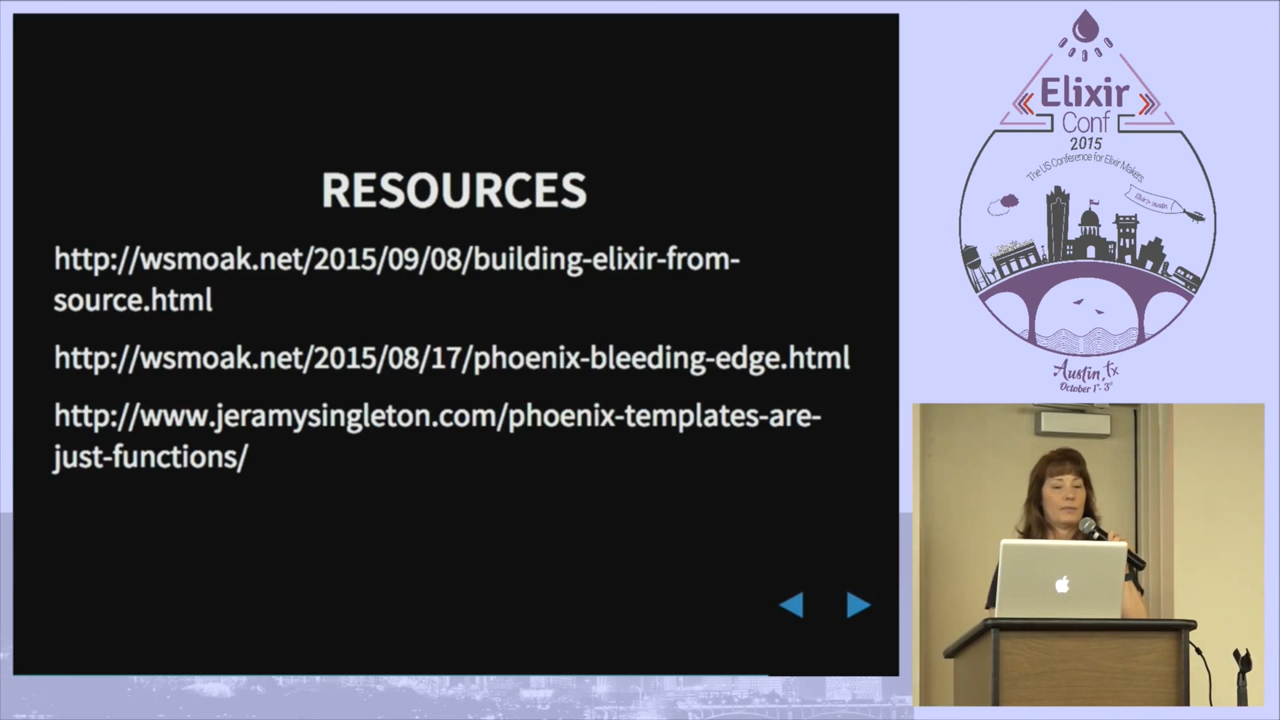 RESOURCES
http://wsmoak.net/2015/09/08/building-elixir-from-
source.html
http://wsmoak.net/2015/08/17/phoenix-bleeding-edge.html
http://www.jeramysingleton.com/phoenix-templates-are-
just-functions/
Elixir
Conf
2015
The US Conference for Elixir Makers
Austin, Tx
October 1st - 3rd